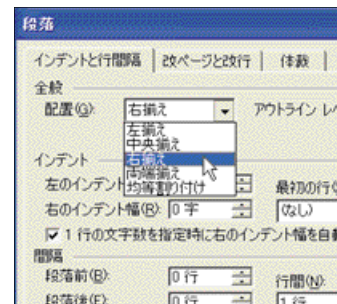 段落
インデントと行間隔 改ページと改行 体裁
全般
配置(G): 右揃え アウトライン レベ
左揃え
中央揃え
右揃え
両端揃え
均等割り付け
インデント
左のインデント 最初の行(
右のインデント幅(R): 0 字 (なし)
1 行の文字数を指定時に右のインデント幅を自動
間隔
段落前(B): 0 行 行間(N):
段落後(F): 0 行 1 行